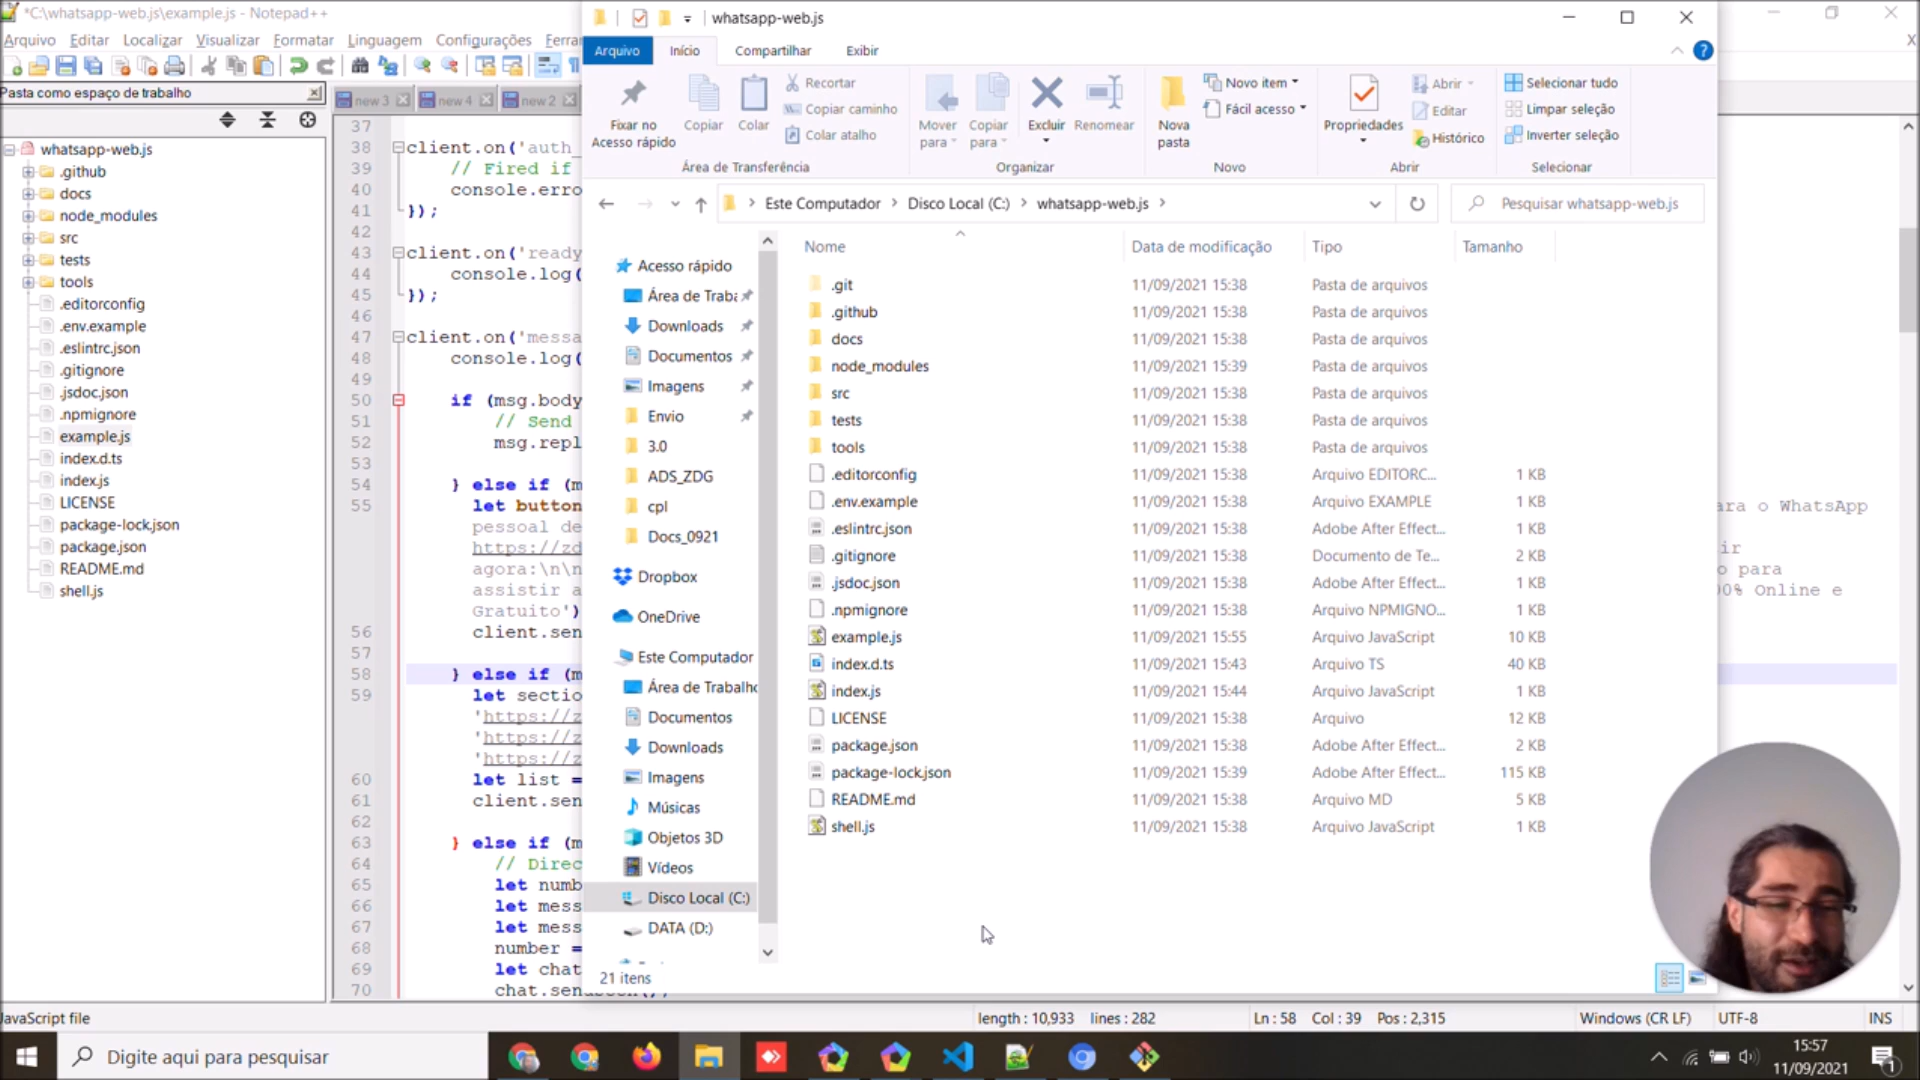 *C:\whatsapp-web.js\example.js - Notepad++
Arquivo Editar Localizar Visualizar Formatar Linguagem Configurações Ferra
Pasta como espaço de trabalho
whatsapp-web.js
.github
docs
node_modules
src
tests
tools
.editorconfig
.env.example
.eslintrc.json
.gitignore
.jsdoc.json
.npmignore
example.js
index.d.ts
index.js
LICENSE
package-lock.json
package.json
README.md
shell.js
new 3 new 4 new 2
37
38 client.on('auth_
39 // Fired if
40 console.erro
41 });
42
43 client.on('ready
44 console.log(
45 });
46
47 client.on('messa
48 console.log(
49
50 if (msg.body
51 // Send
52 msg.repl
53
54 } else if (m
55 let button
pessoal de
https://zd
agora:\n\n
assistir a
Gratuito')
56 client.sen
57
58 } else if (m
59 let sectio
'https://z
'https://z
'https://z
60 let list =
61 client.sen
62
63 } else if (m
64 // Direc
65 let numb
66 let mess
67 let mess
68 number =
69 let chat
70 chat.sendSeen();
ara o WhatsApp
ir
o para
00% Online e
whatsapp-web.js
Arquivo Início Compartilhar Exibir
Fixar no Acesso rápido
Copiar
Colar
Recortar
Copiar caminho
Colar atalho
Área de Transferência
Mover para
Copiar para
Excluir
Renomear
Organizar
Nova pasta
Novo item
Fácil acesso
Novo
Propriedades
Abrir
Editar
Histórico
Abrir
Selecionar tudo
Limpar seleção
Inverter seleção
Selecionar
Este Computador > Disco Local (C:) > whatsapp-web.js >
Pesquisar whatsapp-web.js
Acesso rápido
Área de Traba
Downloads
Documentos
Imagens
Envio
3.0
ADS_ZDG
cpl
Docs_0921
Dropbox
OneDrive
Este Computador
Área de Trabalho
Documentos
Downloads
Imagens
Músicas
Objetos 3D
Vídeos
Disco Local (C:)
DATA (D:)
Nome Data de modificação Tipo Tamanho
.git 11/09/2021 15:38 Pasta de arquivos
.github 11/09/2021 15:38 Pasta de arquivos
docs 11/09/2021 15:38 Pasta de arquivos
node_modules 11/09/2021 15:39 Pasta de arquivos
src 11/09/2021 15:38 Pasta de arquivos
tests 11/09/2021 15:38 Pasta de arquivos
tools 11/09/2021 15:38 Pasta de arquivos
.editorconfig 11/09/2021 15:38 Arquivo EDITORC... 1 KB
.env.example 11/09/2021 15:38 Arquivo EXAMPLE 1 KB
.eslintrc.json 11/09/2021 15:38 Adobe After Effect... 1 KB
.gitignore 11/09/2021 15:38 Documento de Te... 2 KB
.jsdoc.json 11/09/2021 15:38 Adobe After Effect... 1 KB
.npmignore 11/09/2021 15:38 Arquivo NPMIGNO... 1 KB
example.js 11/09/2021 15:55 Arquivo JavaScript 10 KB
index.d.ts 11/09/2021 15:43 Arquivo TS 40 KB
index.js 11/09/2021 15:44 Arquivo JavaScript 1 KB
LICENSE 11/09/2021 15:38 Arquivo 12 KB
package.json 11/09/2021 15:38 Adobe After Effect... 2 KB
package-lock.json 11/09/2021 15:39 Adobe After Effect... 115 KB
README.md 11/09/2021 15:38 Arquivo MD 5 KB
shell.js 11/09/2021 15:38 Arquivo JavaScript 1 KB
21 itens
JavaScript file length : 10,933 lines : 282 Ln : 58 Col : 39 Pos : 2,315 Windows (CR LF) UTF-8 INS
Digite aqui para pesquisar
15:57
11/09/2021
1